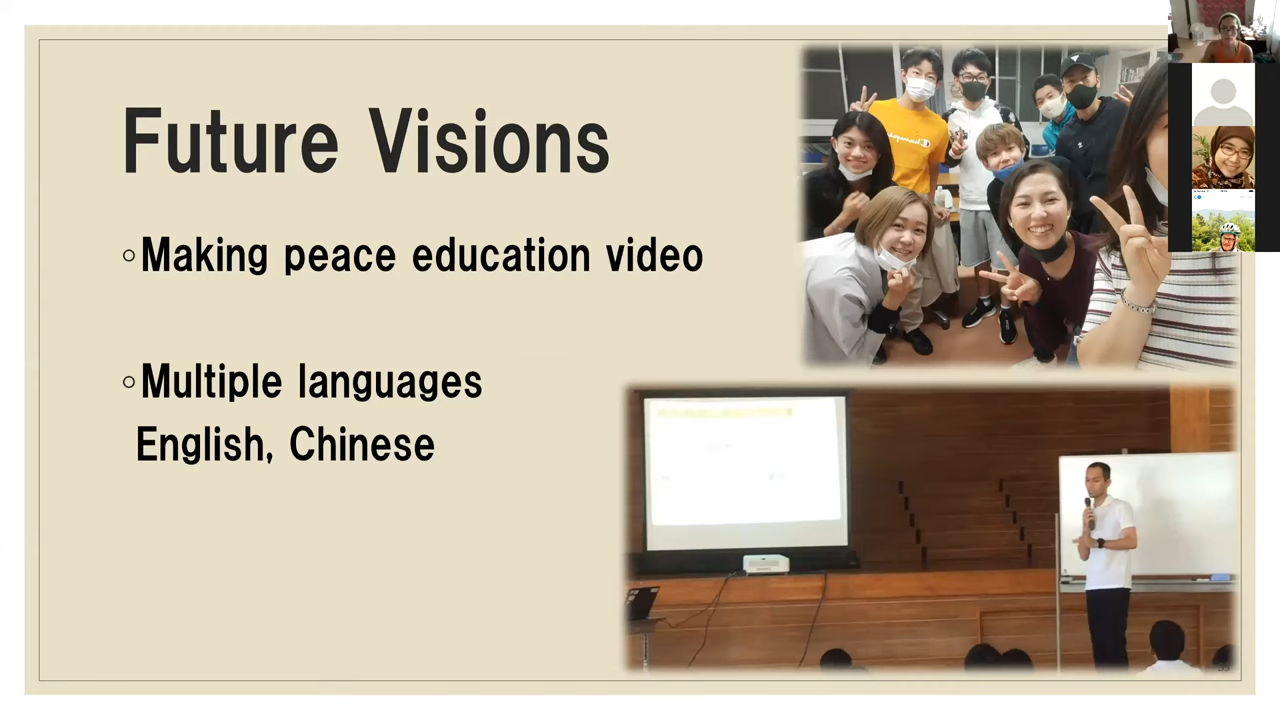 Future Visions
Making peace education video
Multiple languages
English, Chinese